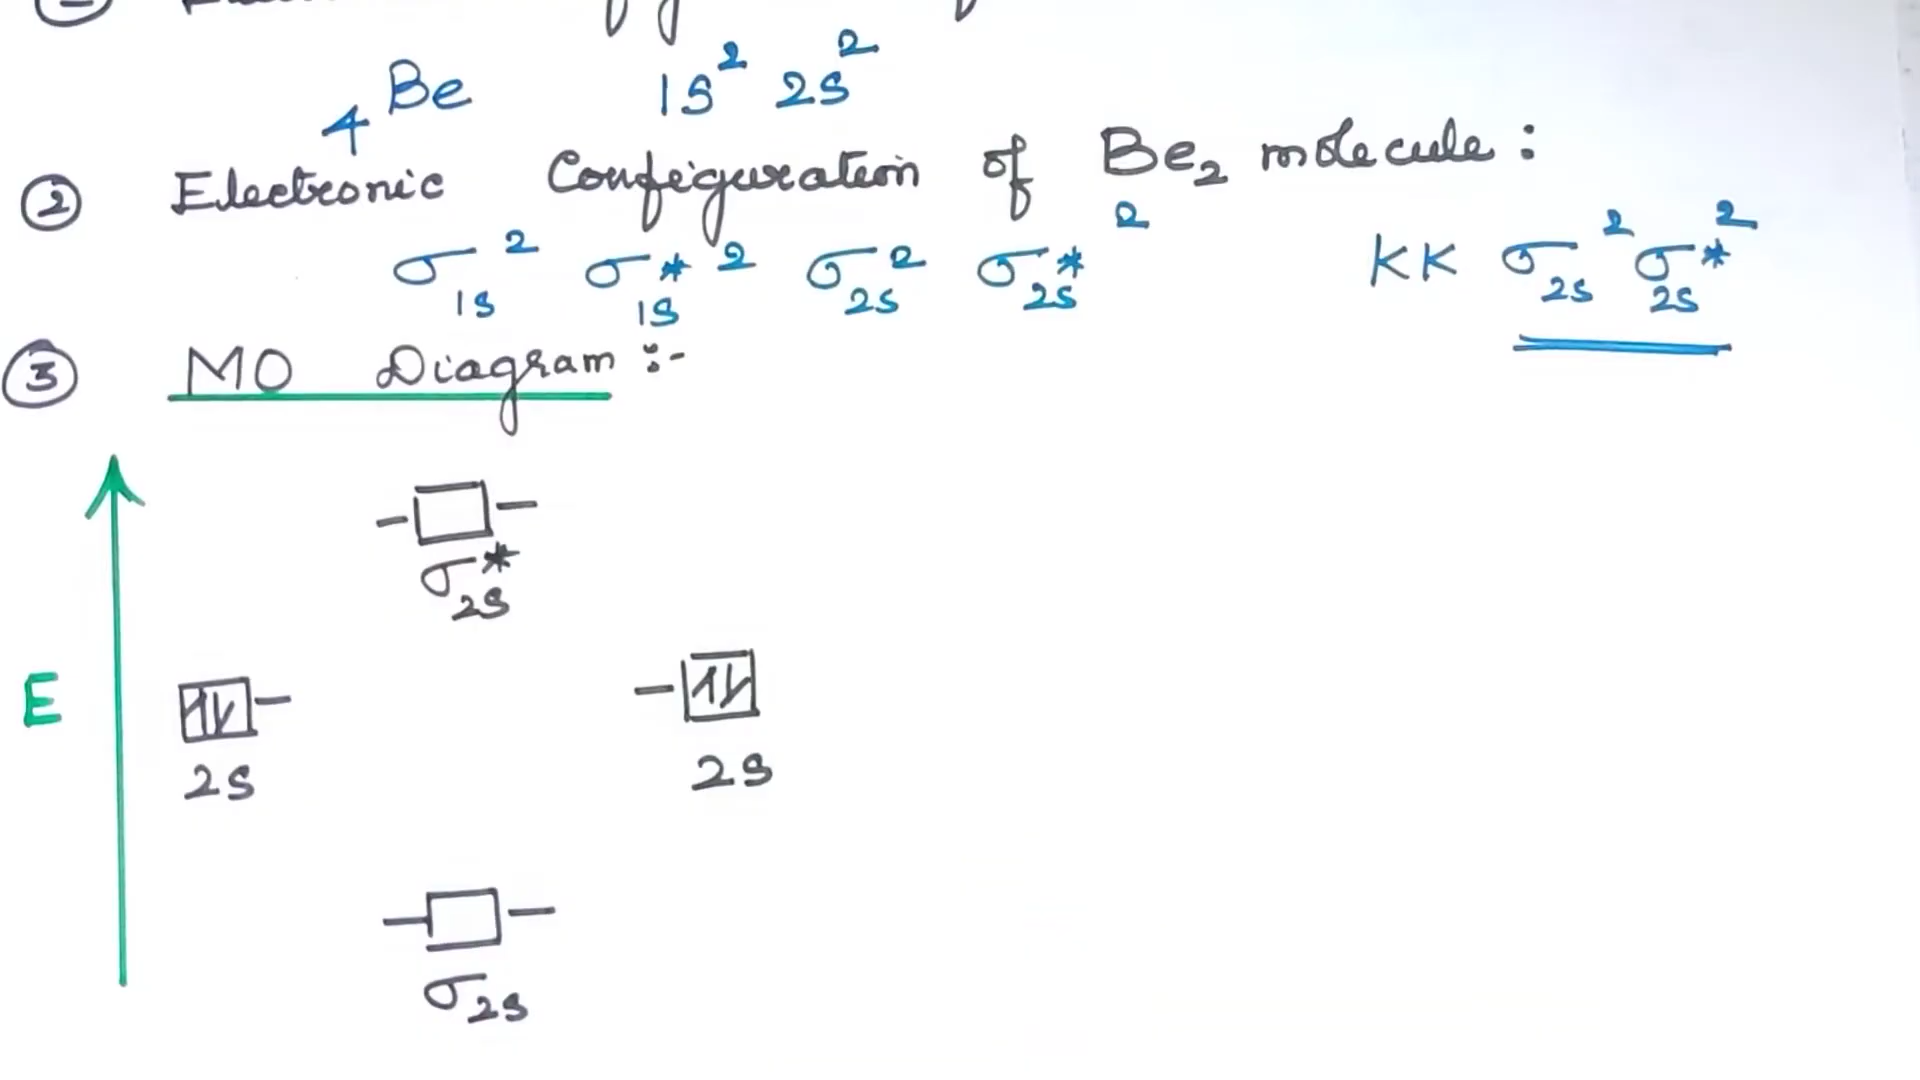 ₄Be 1s² 2s²
② Electronic Configuration of Be₂ molecule :
σ₁s² σ*₁s² σ₂s² σ*₂s² KK σ₂s² σ*₂s²
③ MO Diagram :-
σ*₂s
E
1↿⇂
2s 2s
σ₂s